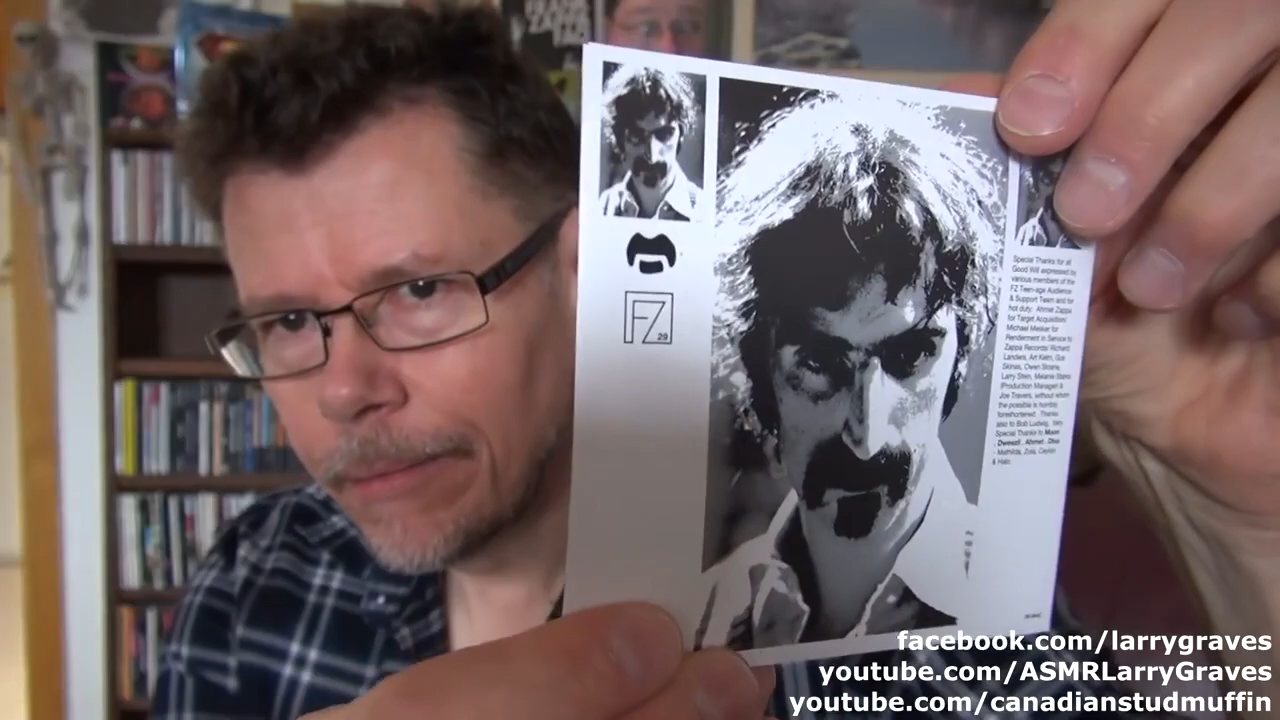 FRANK
ZAPPA
FZ
29
Special Thanks for all
Good Will expressed by
various members of the
FZ Teen-age Audience
& Support Team and for
hot duty: Ahmet Zappa
for Target Acquisition/
Michael Mesker for
Renderment in Service to
Zappa Records/ Richard
Landers, Art Kelm, Gus
Skinas, Owen Sloane,
Larry Stein, Melanie Starks
(Production Manager) &
Joe Travers, without whom
the possible is horribly
foreshortened. Thanks
also to Bob Ludwig. Very
Special Thanks to Moon
. Dweezil . Ahmet . Diva
- Mathilda, Zola, Ceylon
& Halo.
facebook.com/larrygraves
youtube.com/ASMRLarryGraves
youtube.com/canadianstudmuffin